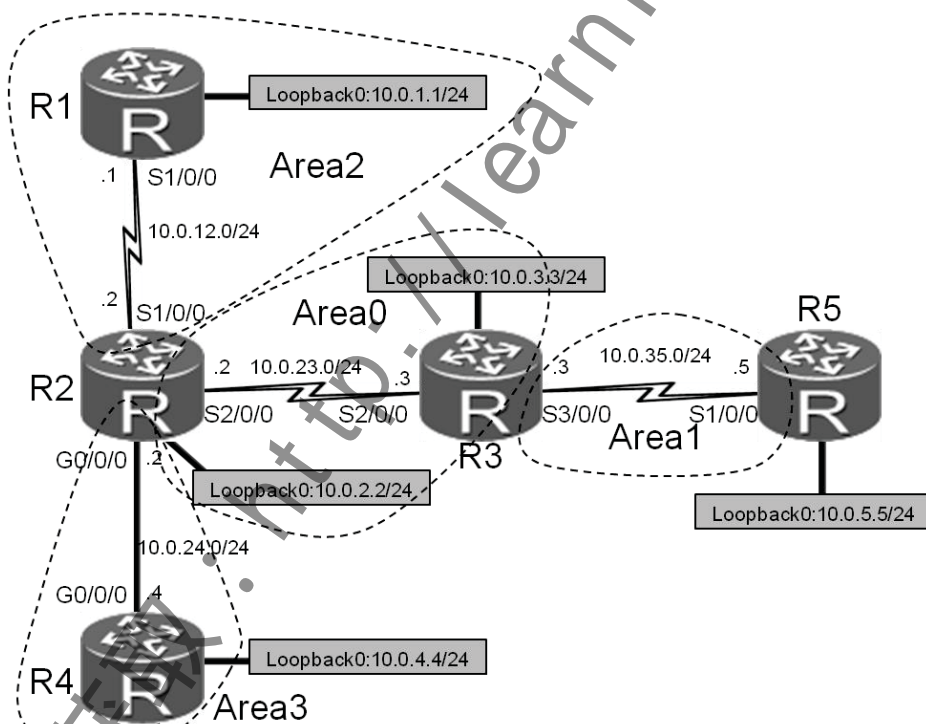 Loopback0:10.0.1.1/24
R1
R
Area2
.1
S1/0/0
10.0.12.0/24
.2
S1/0/0
Loopback0:10.0.3.3/24
Area0
R5
R2
R
.2
10.0.23.0/24
.3
R
.3
10.0.35.0/24
.5
R
S2/0/0
S2/0/0
S3/0/0
S1/0/0
Area1
R3
G0/0/0
.2
Loopback0:10.0.2.2/24
Loopback0:10.0.5.5/24
10.0.24.0/24
G0/0/0
.4
R4
R
Loopback0:10.0.4.4/24
Area3
取:http://learn